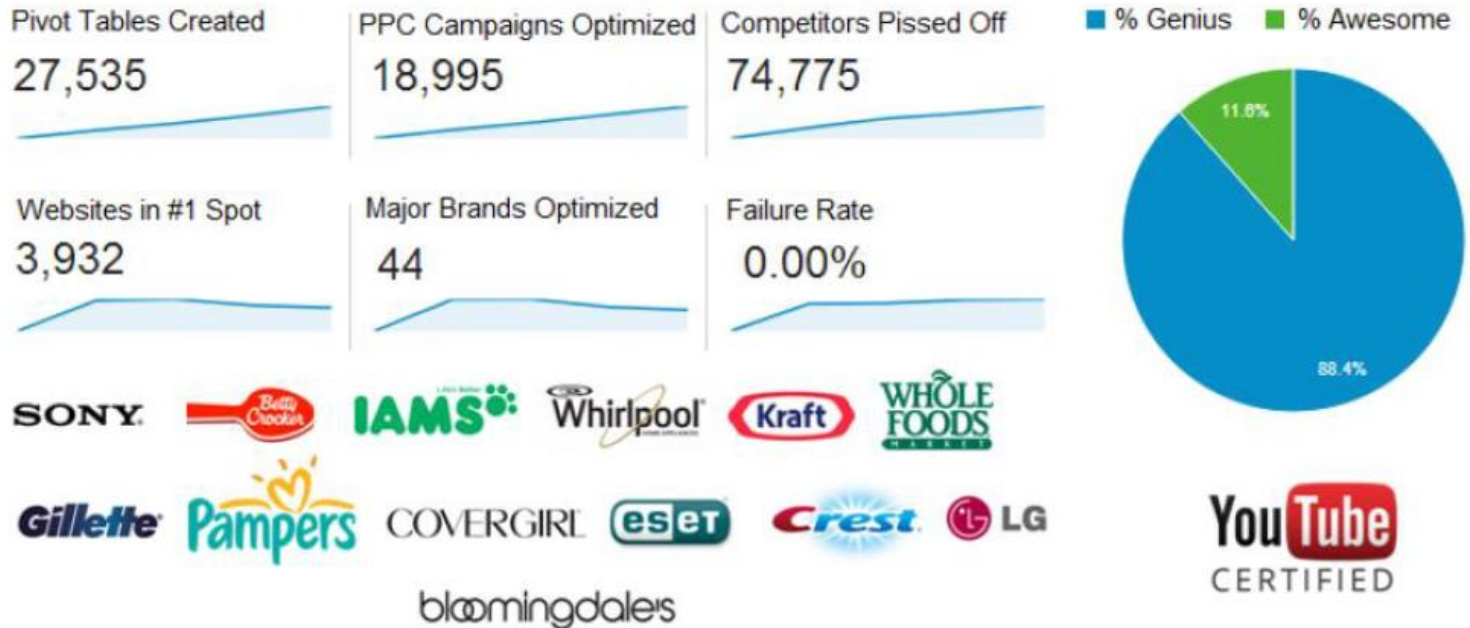 Pivot Tables Created
27,535
PPC Campaigns Optimized
18,995
Competitors Pissed Off
74,775
% Genius
% Awesome
11.6%
88.4%
Websites in #1 Spot
3,932
Major Brands Optimized
44
Failure Rate
0.00%
SONY
Betty
Crocker
IAMS
Whirlpool
HOME APPLIANCES
Kraft
WHOLE
FOODS
MARKET
Gillette
Pampers
COVERGIRL
eseT
Crest
LG
YouTube
CERTIFIED
bloomingdale's